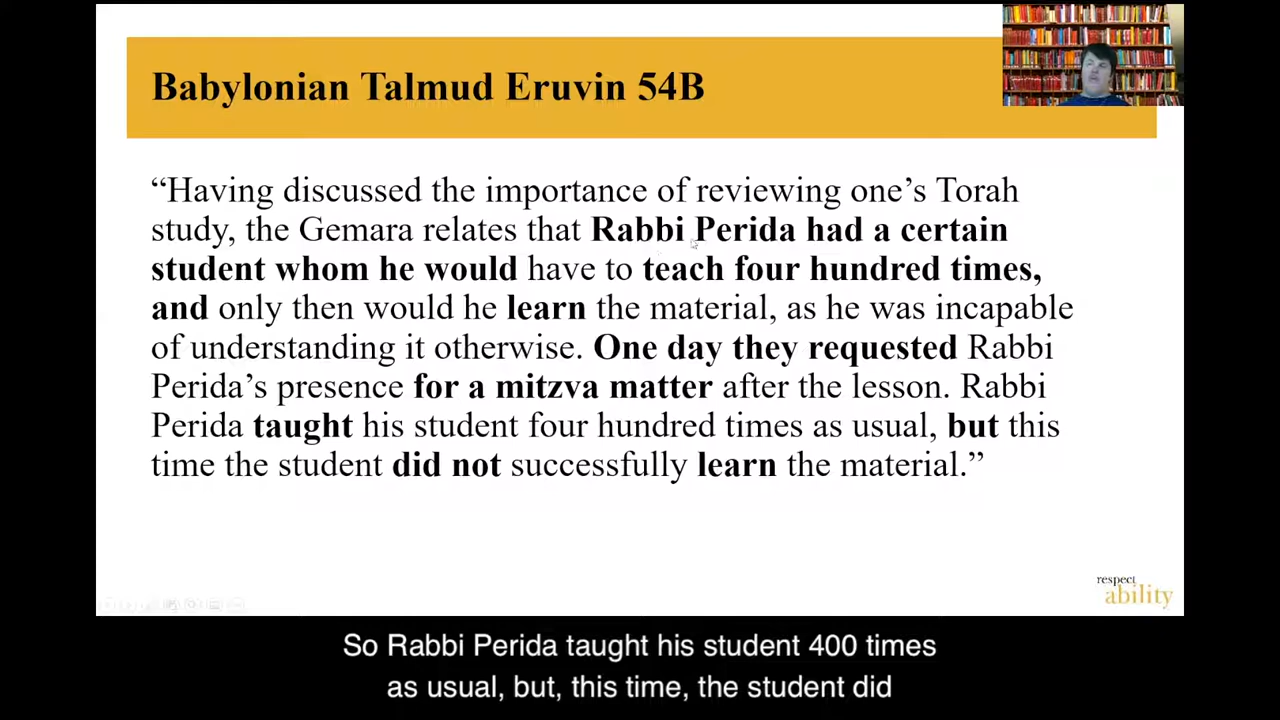 Babylonian Talmud Eruvin 54B
“Having discussed the importance of reviewing one’s Torah
study, the Gemara relates that Rabbi Perida had a certain
student whom he would have to teach four hundred times,
and only then would he learn the material, as he was incapable
of understanding it otherwise. One day they requested Rabbi
Perida’s presence for a mitzva matter after the lesson. Rabbi
Perida taught his student four hundred times as usual, but this
time the student did not successfully learn the material.”
respect
ability
So Rabbi Perida taught his student 400 times
as usual, but, this time, the student did